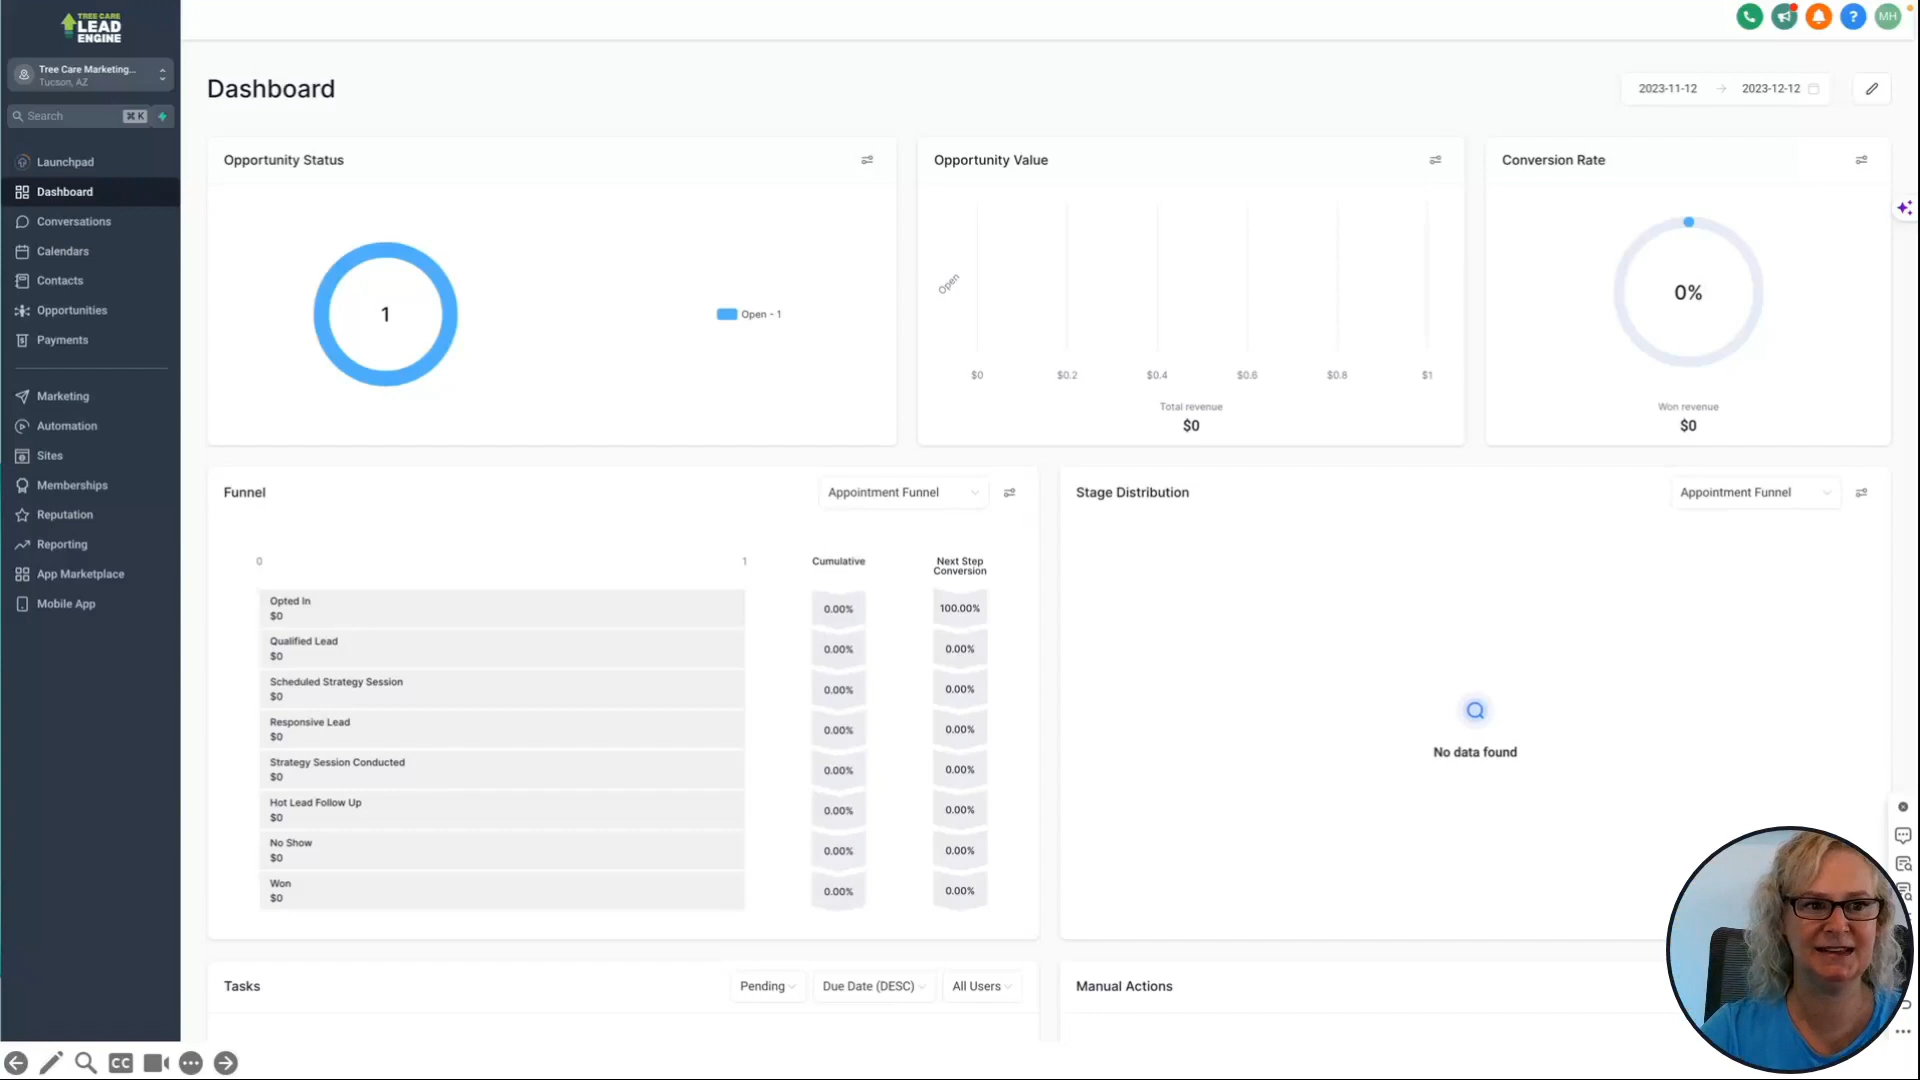 TREE CARE
LEAD
ENGINE
Tree Care Marketing...
Tucson, AZ
Search
⌘ K
Launchpad
Dashboard
Conversations
Calendars
Contacts
Opportunities
Payments
Marketing
Automation
Sites
Memberships
Reputation
Reporting
App Marketplace
Mobile App
?
MH
Dashboard
2023-11-12 → 2023-12-12
Opportunity Status
1
Open - 1
Opportunity Value
Open
$0 $0.2 $0.4 $0.6 $0.8 $1
Total revenue
$0
Conversion Rate
0%
Won revenue
$0
Funnel
Appointment Funnel
0 1 Cumulative Next Step
Conversion
Opted In
$0
0.00% 100.00%
Qualified Lead
$0
0.00% 0.00%
Scheduled Strategy Session
$0
0.00% 0.00%
Responsive Lead
$0
0.00% 0.00%
Strategy Session Conducted
$0
0.00% 0.00%
Hot Lead Follow Up
$0
0.00% 0.00%
No Show
$0
0.00% 0.00%
Won
$0
0.00% 0.00%
Stage Distribution
Appointment Funnel
No data found
Tasks
Pending Due Date (DESC) All Users
Manual Actions
CC